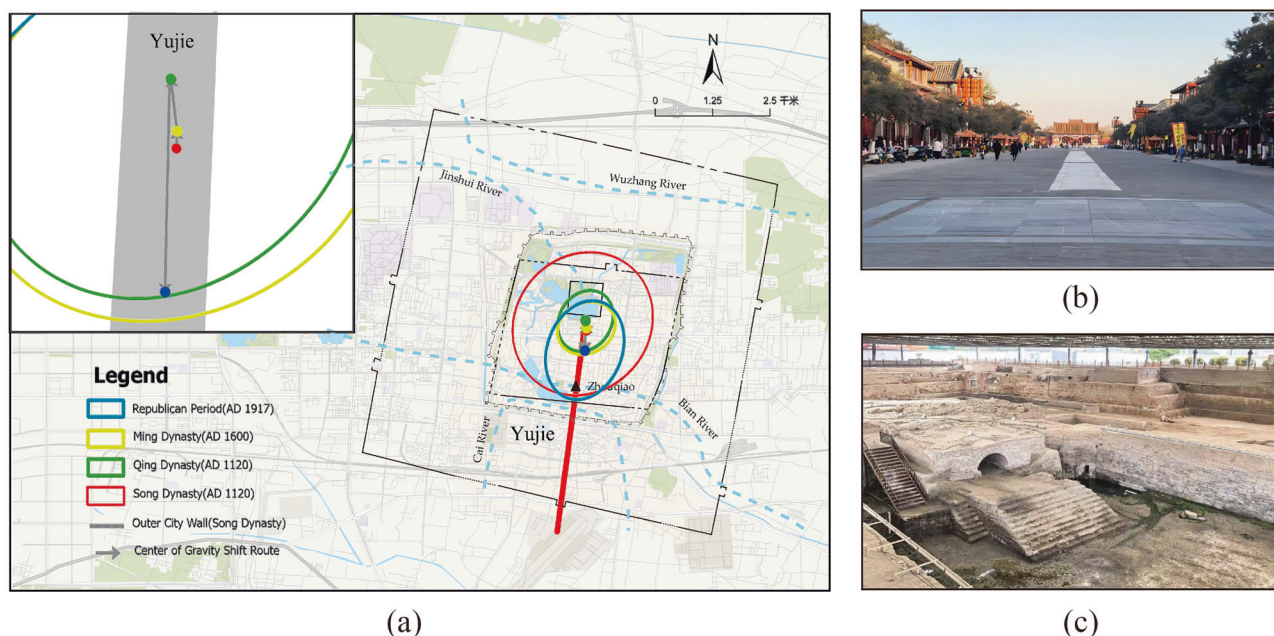 Yujie
N
0 1.25 2.5 千米
Wuzhang River
Jinshui River
Zhouqiao
Bian River
Cai River
Yujie
Legend
Republican Period(AD 1917)
Ming Dynasty(AD 1600)
Qing Dynasty(AD 1120)
Song Dynasty(AD 1120)
Outer City Wall(Song Dynasty)
Center of Gravity Shift Route
(a)
(b)
(c)